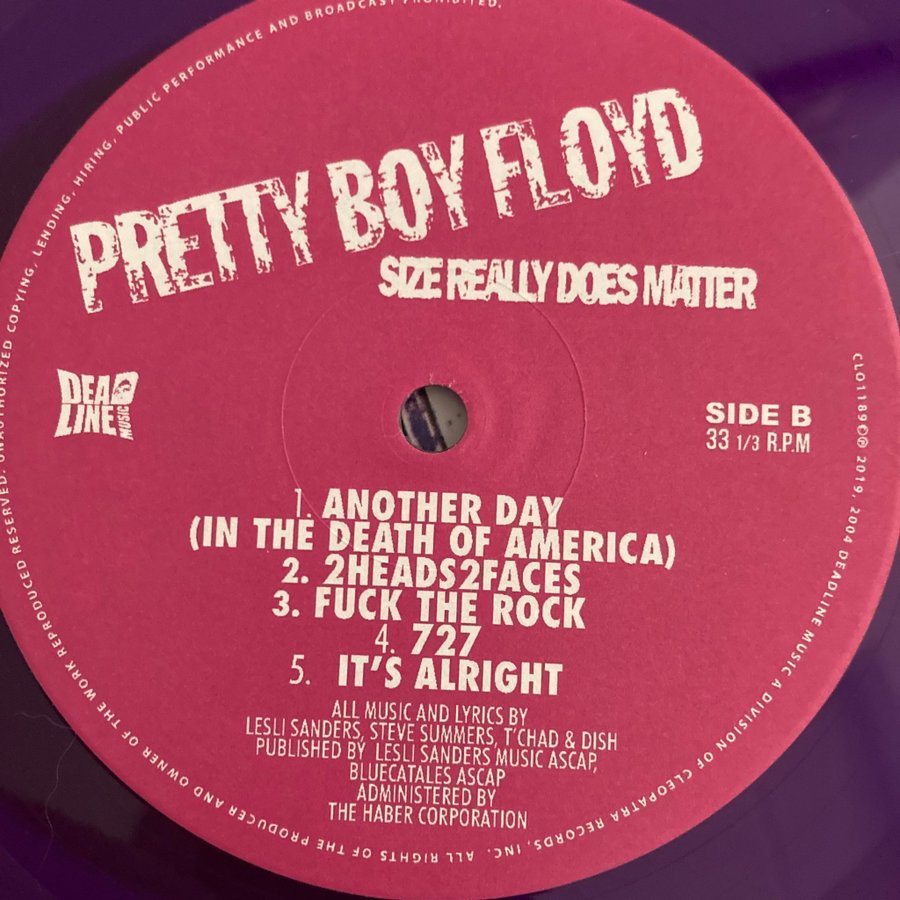 PRETTY BOY FLOYD
SIZE REALLY DOES MATTER
DEADLINE MUSIC
SIDE B
33 1/3 R.P.M
1. ANOTHER DAY
(IN THE DEATH OF AMERICA)
2. 2HEADS2FACES
3. FUCK THE ROCK
4. 727
5. IT'S ALRIGHT
ALL MUSIC AND LYRICS BY
LESLI SANDERS, STEVE SUMMERS, T'CHAD & DISH
PUBLISHED BY LESLI SANDERS MUSIC ASCAP,
BLUECATALES ASCAP
ADMINISTERED BY
THE HABER CORPORATION
CLO1189©℗ 2019, 2004 DEADLINE MUSIC A DIVISION OF CLEOPATRA RECORDS, INC. ALL RIGHTS OF THE PRODUCER AND OWNER OF THE WORK REPRODUCED RESERVED. UNAUTHORIZED COPYING, LENDING, HIRING, PUBLIC PERFORMANCE AND BROADCAST PROHIBITED.